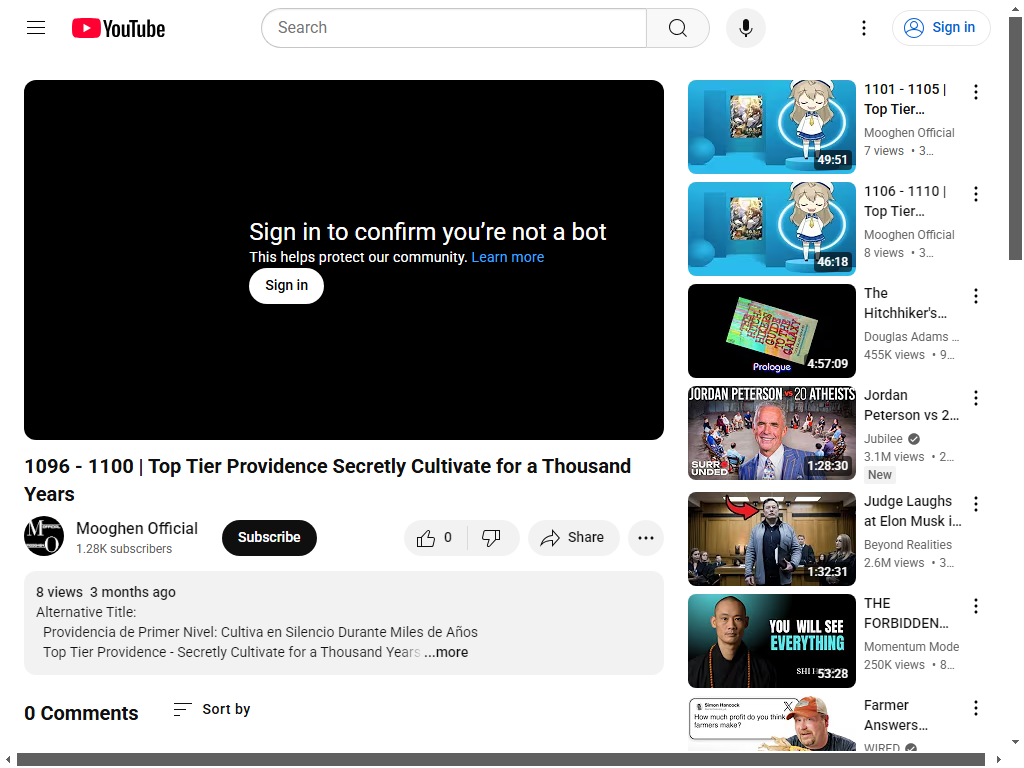 YouTube
Search
Sign in
Sign in to confirm you're not a bot
This helps protect our community. Learn more
Sign in
1096 - 1100 | Top Tier Providence Secretly Cultivate for a Thousand
Years
Mooghen Official
1.28K subscribers
Subscribe
0
Share
8 views 3 months ago
Alternative Title:
Providencia de Primer Nivel: Cultiva en Silencio Durante Miles de Años
Top Tier Providence - Secretly Cultivate for a Thousand Years ...more
0 Comments
Sort by
49:51
1101 - 1105 |
Top Tier...
Mooghen Official
7 views • 3...
46:18
1106 - 1110 |
Top Tier...
Mooghen Official
8 views • 3...
THE HITCHHIKER'S GUIDE TO THE GALAXY
Prologue
4:57:09
The
Hitchhiker's...
Douglas Adams ...
455K views • 9...
JORDAN PETERSON vs 20 ATHEISTS
SURROUNDED
1:28:30
Jordan
Peterson vs 2...
Jubilee
3.1M views • 2...
New
1:32:31
Judge Laughs
at Elon Musk i...
Beyond Realities
2.6M views • 3...
YOU WILL SEE
EVERYTHING
53:28
THE
FORBIDDEN...
Momentum Mode
250K views • 8...
Simon Hancock
How much profit do you think
farmers make?
Farmer
Answers...
WIRED